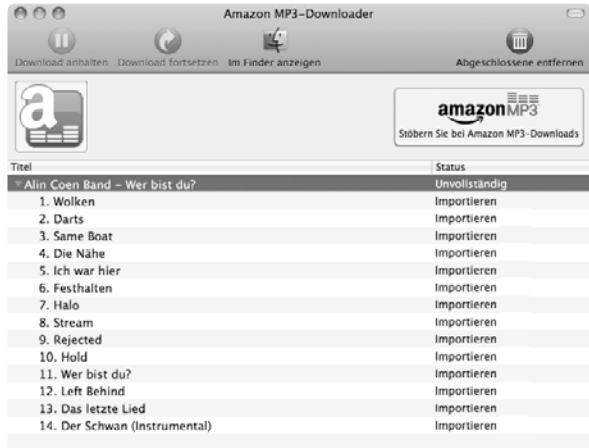 Amazon MP3-Downloader
Download anhalten Download fortsetzen Im Finder anzeigen Abgeschlossene entfernen
a
amazonMP3
Stöbern Sie bei Amazon MP3-Downloads
Titel Status
Alin Coen Band – Wer bist du? Unvollständig
1. Wolken Importieren
2. Darts Importieren
3. Same Boat Importieren
4. Die Nähe Importieren
5. Ich war hier Importieren
6. Festhalten Importieren
7. Halo Importieren
8. Stream Importieren
9. Rejected Importieren
10. Hold Importieren
11. Wer bist du? Importieren
12. Left Behind Importieren
13. Das letzte Lied Importieren
14. Der Schwan (Instrumental) Importieren